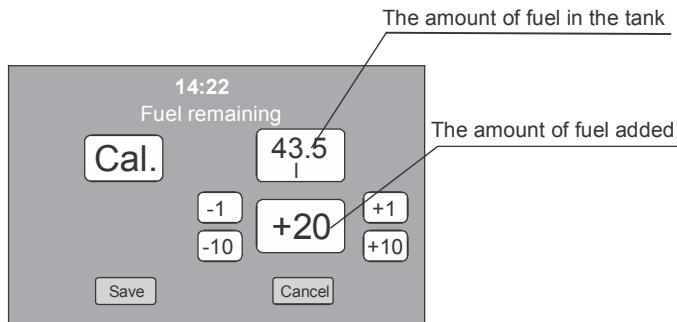 The amount of fuel in the tank
14:22
Fuel remaining
The amount of fuel added
Cal.
43.5
l
-1
+20
+1
-10
+10
Save
Cancel